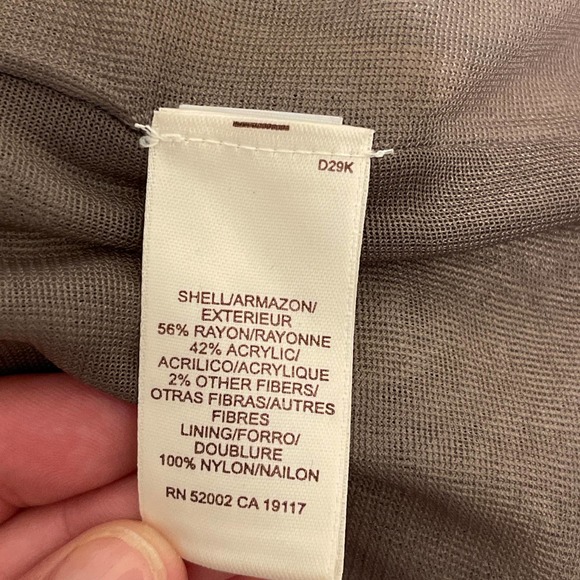 D29K
SHELL/ARMAZON/
EXTERIEUR
56% RAYON/RAYONNE
42% ACRYLIC/
ACRILICO/ACRYLIQUE
2% OTHER FIBERS/
OTRAS FIBRAS/AUTRES
FIBRES
LINING/FORRO/
DOUBLURE
100% NYLON/NAILON
RN 52002 CA 19117